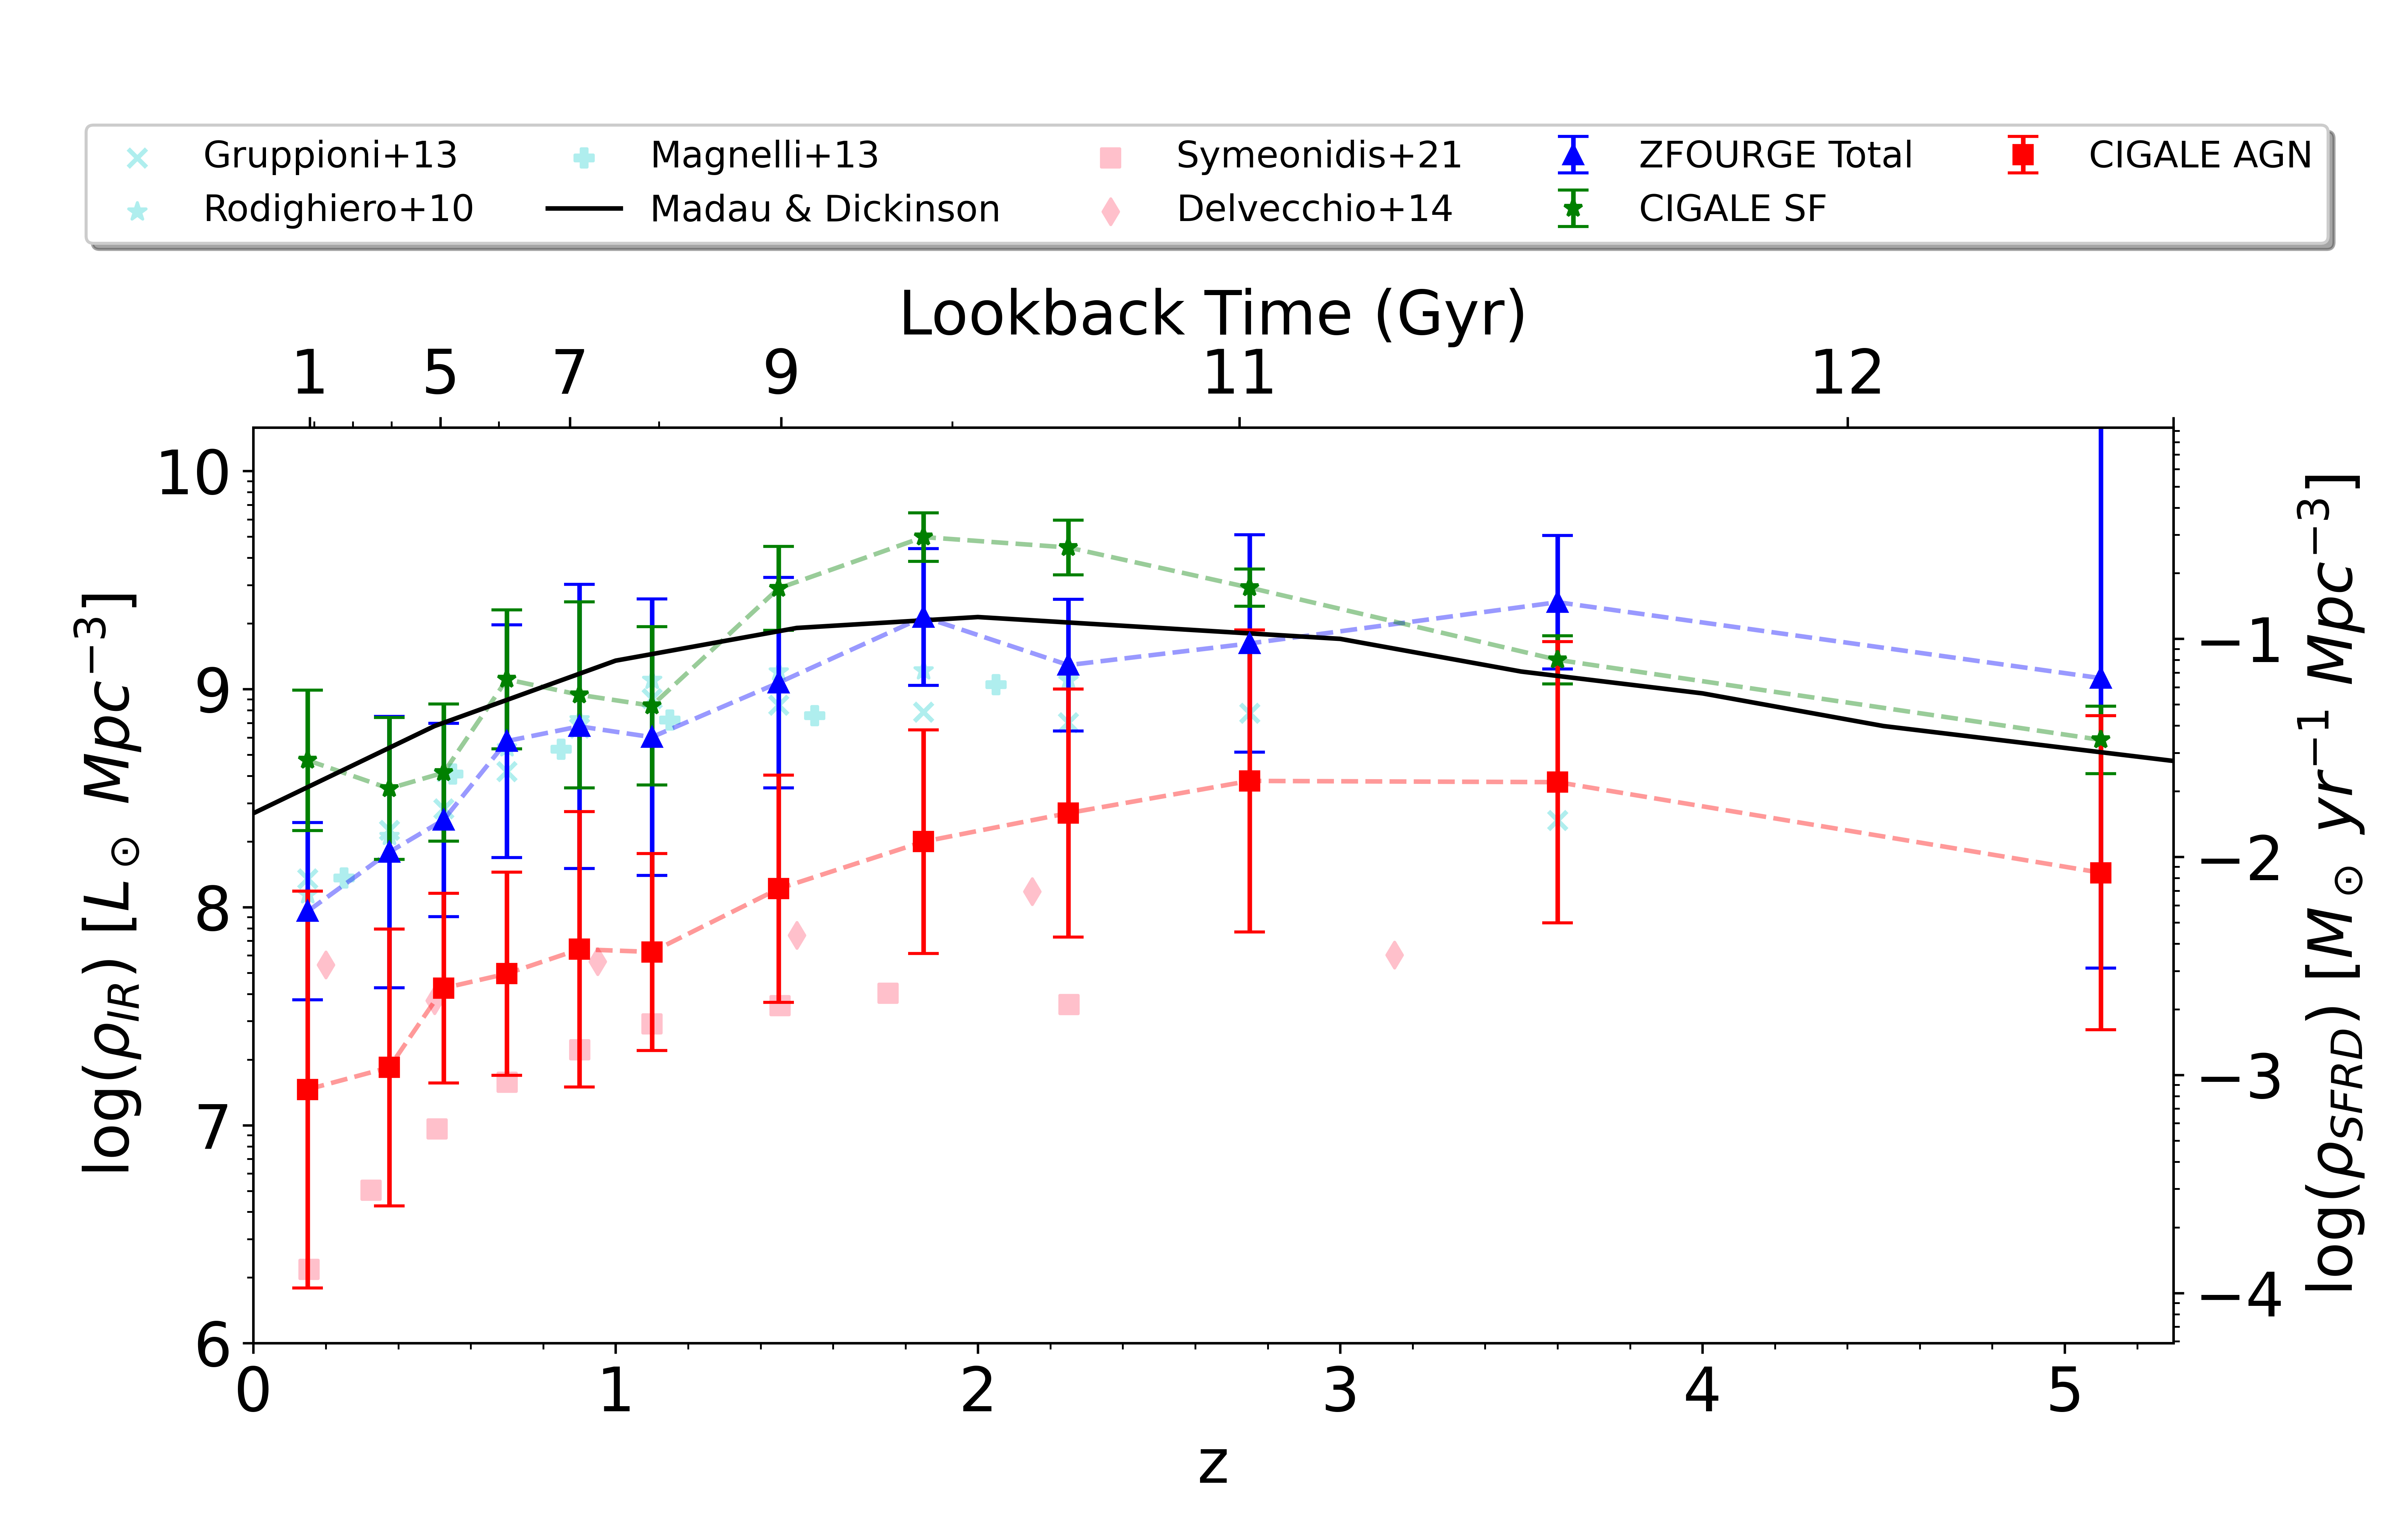 Gruppioni+13 Magnelli+13 Symeonidis+21 ZFOURGE Total CIGALE AGN
Rodighiero+10 Madau & Dickinson Delvecchio+14 CIGALE SF
Lookback Time (Gyr)
1 5 7 9 11 12
10
9
8
7
6
log(ρ_IR) [L⊙ Mpc⁻³]
−1
−2
−3
−4
log(ρ_SFRD) [M⊙ yr⁻¹ Mpc⁻³]
0 1 2 3 4 5
z